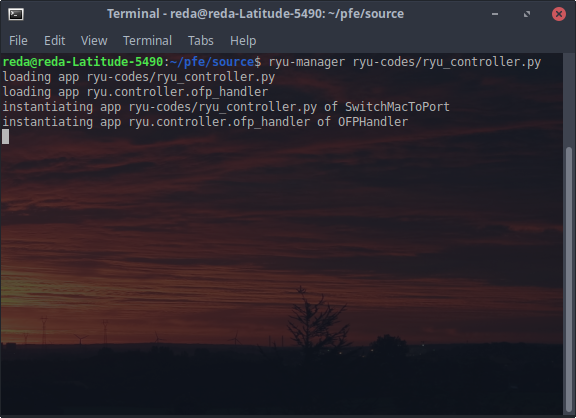 Terminal - reda@reda-Latitude-5490: ~/pfe/source
File Edit View Terminal Tabs Help
reda@reda-Latitude-5490:~/pfe/source$ ryu-manager ryu-codes/ryu_controller.py
loading app ryu-codes/ryu_controller.py
loading app ryu.controller.ofp_handler
instantiating app ryu-codes/ryu_controller.py of SwitchMacToPort
instantiating app ryu.controller.ofp_handler of OFPHandler